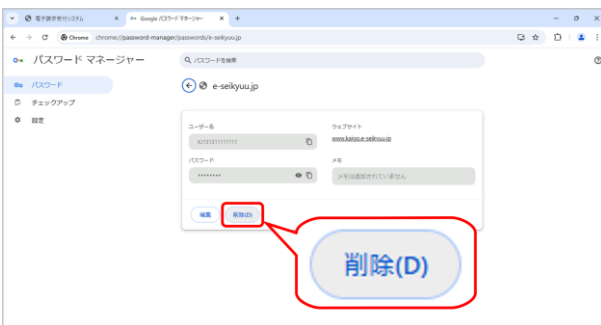 電子請求受付システム
Google パスワード マネージャー
Chrome chrome://password-manager/passwords/e-seikyuu.jp
パスワード マネージャー
パスワードを検索
パスワード
e-seikyuu.jp
チェックアップ
設定
ユーザー名
ウェブサイト
www.kaigo.e-seikyuu.jp
パスワード
メモ
••••••••
メモは追加されていません
編集
削除(D)
削除(D)